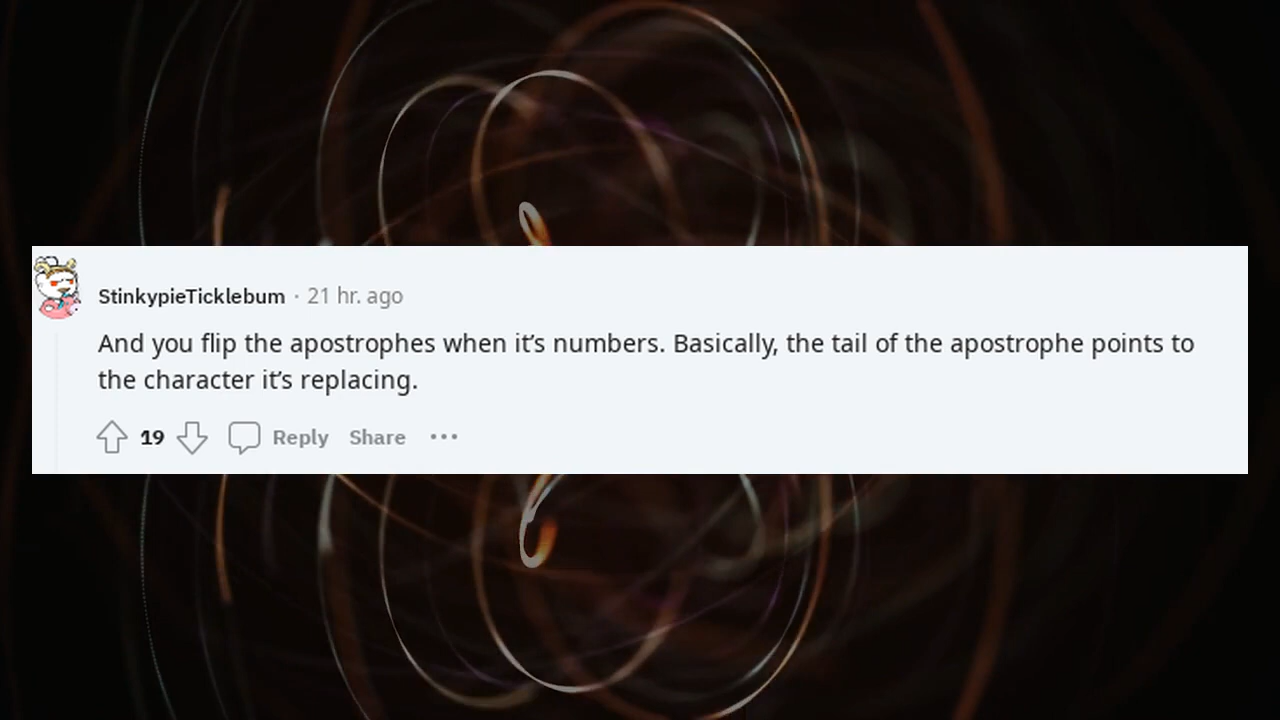 StinkypieTicklebum · 21 hr. ago
And you flip the apostrophes when it’s numbers. Basically, the tail of the apostrophe points to
the character it’s replacing.
19 Reply Share •••